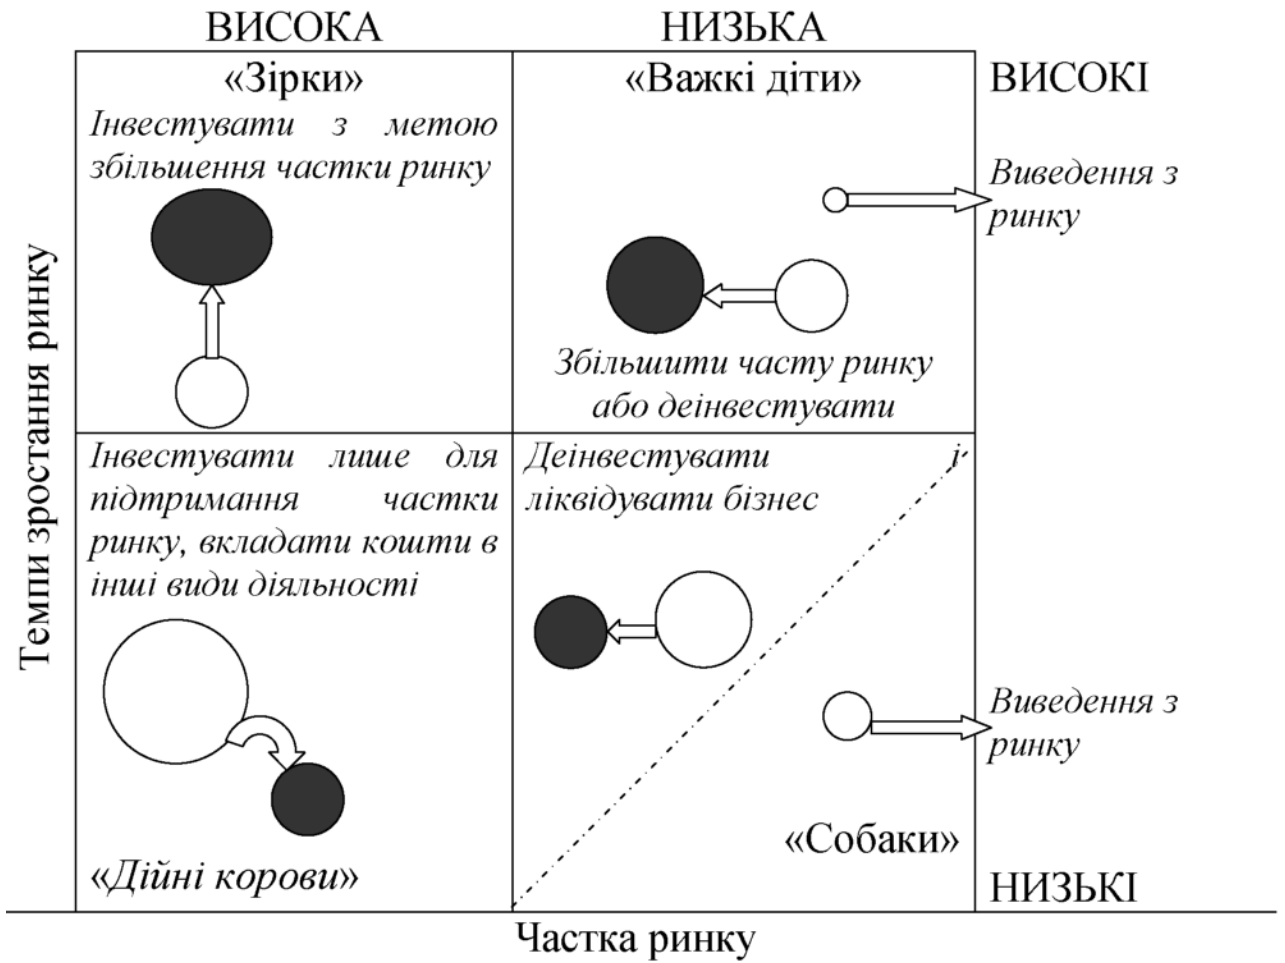 ВИСОКА
НИЗЬКА
«Зірки»
Інвестувати з метою
збільшення частки ринку
«Важкі діти»
ВИСОКІ
Виведення з
ринку
Збільшити часту ринку
або деінвестувати
Темпи зростання ринку
Інвестувати лише для
підтримання частки
ринку, вкладати кошти в
інші види діяльності
«Дійні корови»
Деінвестувати і
ліквідувати бізнес
Виведення з
ринку
«Собаки»
НИЗЬКІ
Частка ринку